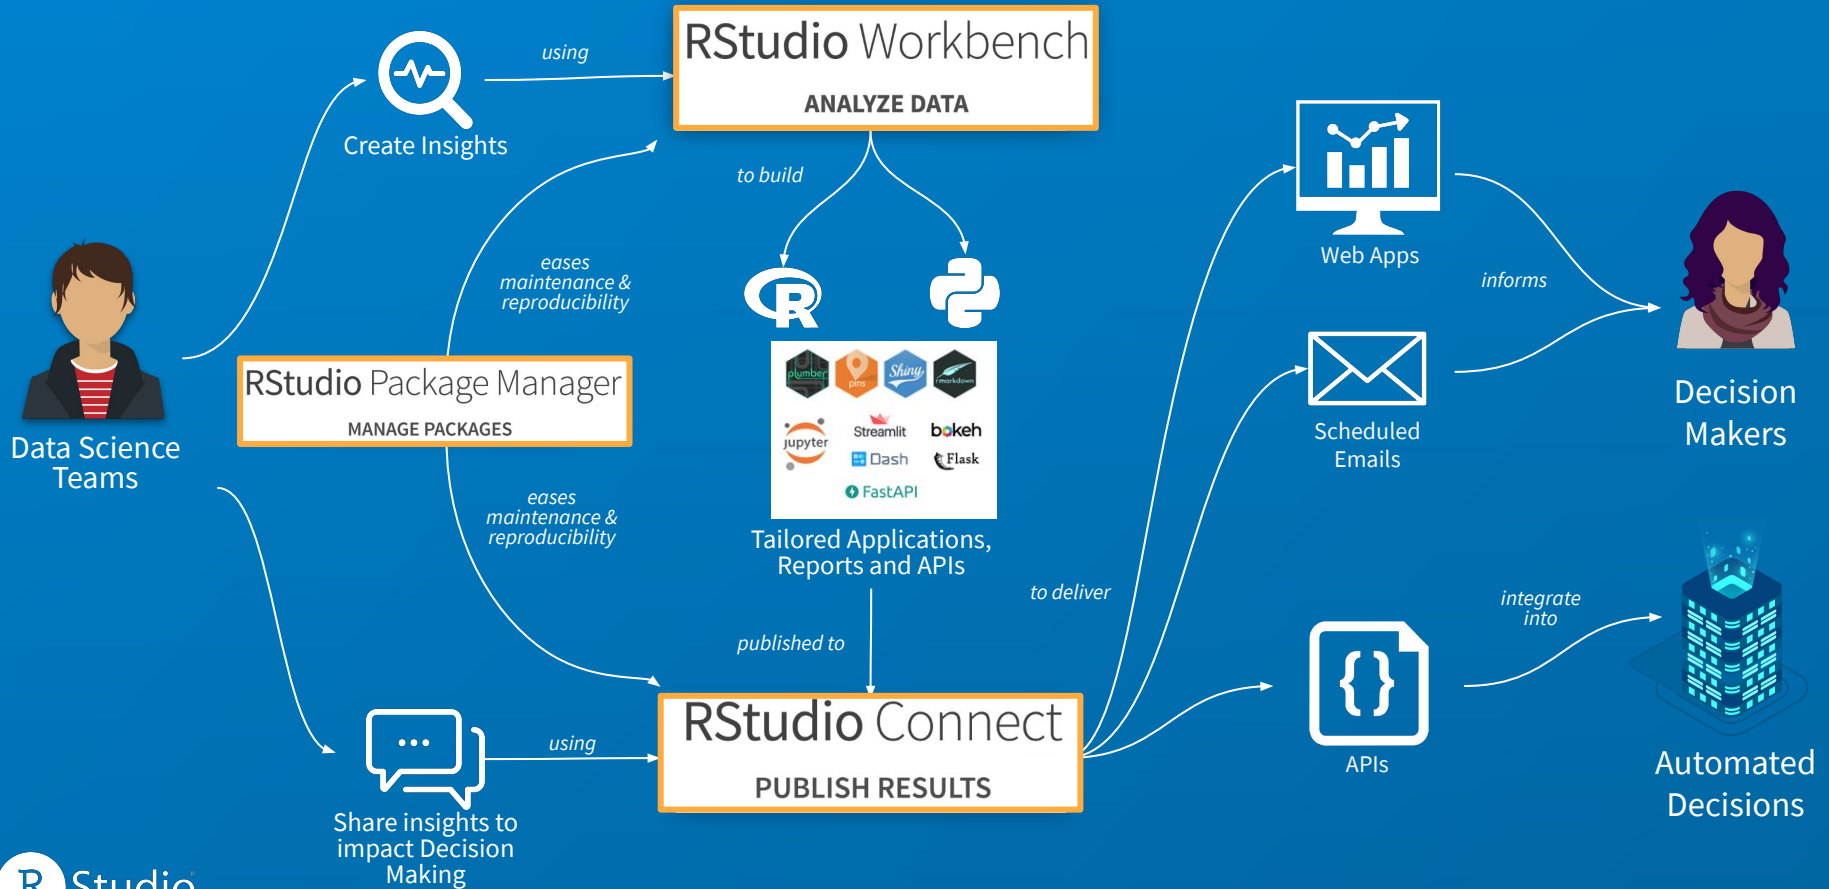 RStudio Workbench
ANALYZE DATA
using
Create Insights
to build
eases
maintenance &
reproducibility
R
Web Apps
informs
RStudio Package Manager
MANAGE PACKAGES
plumber
pins
Shiny
rmarkdown
jupyter
Streamlit
bokeh
Dash
Flask
FastAPI
Data Science
Teams
Scheduled
Emails
Decision
Makers
eases
maintenance &
reproducibility
Tailored Applications,
Reports and APIs
to deliver
integrate
into
published to
{}
APIs
RStudio Connect
PUBLISH RESULTS
using
Share insights to
impact Decision
Making
Automated
Decisions
R Studio